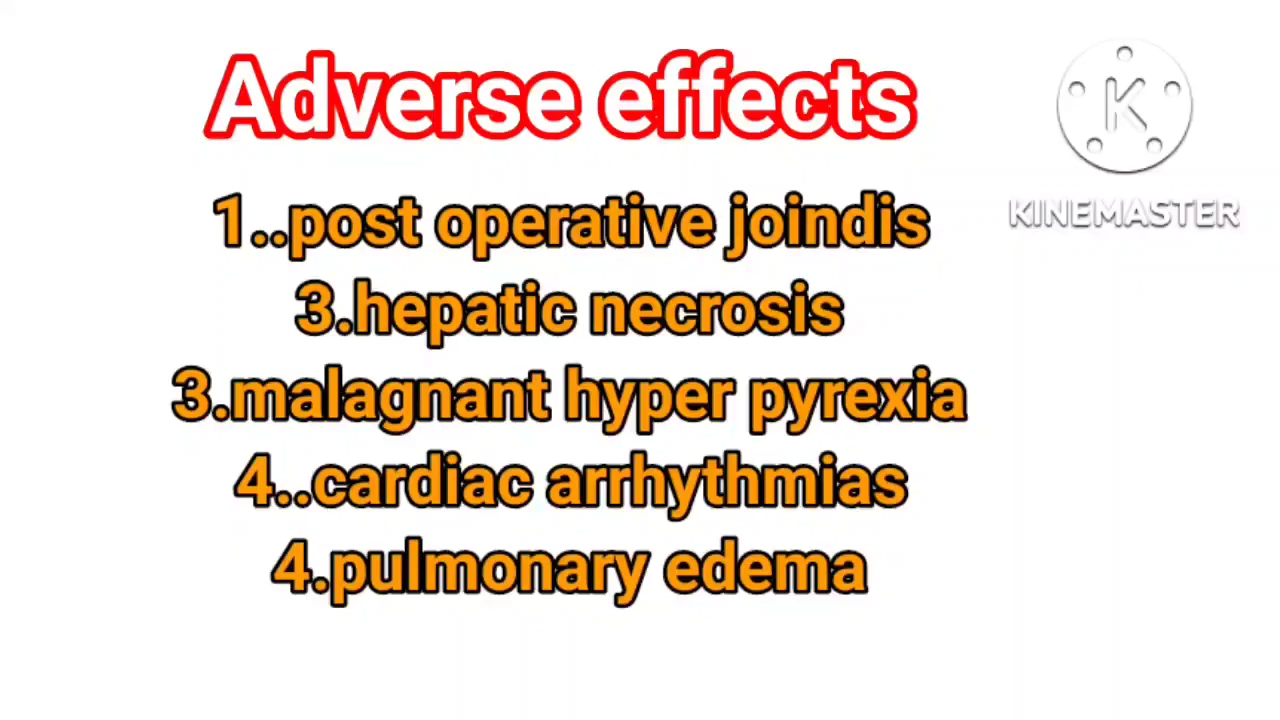 Adverse effects
1..post operative joindis
3.hepatic necrosis
3.malagnant hyper pyrexia
4..cardiac arrhythmias
4.pulmonary edema
K
KINEMASTER